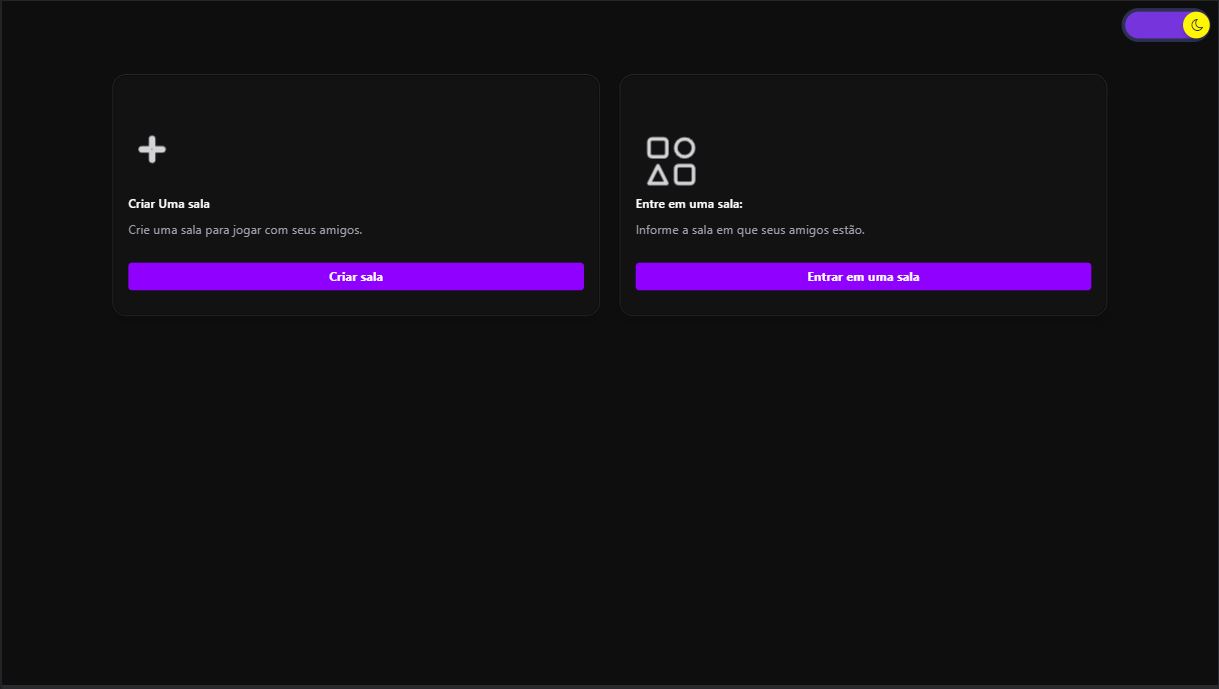 Criar Uma sala
Crie uma sala para jogar com seus amigos.
Criar sala
Entre em uma sala:
Informe a sala em que seus amigos estão.
Entrar em uma sala